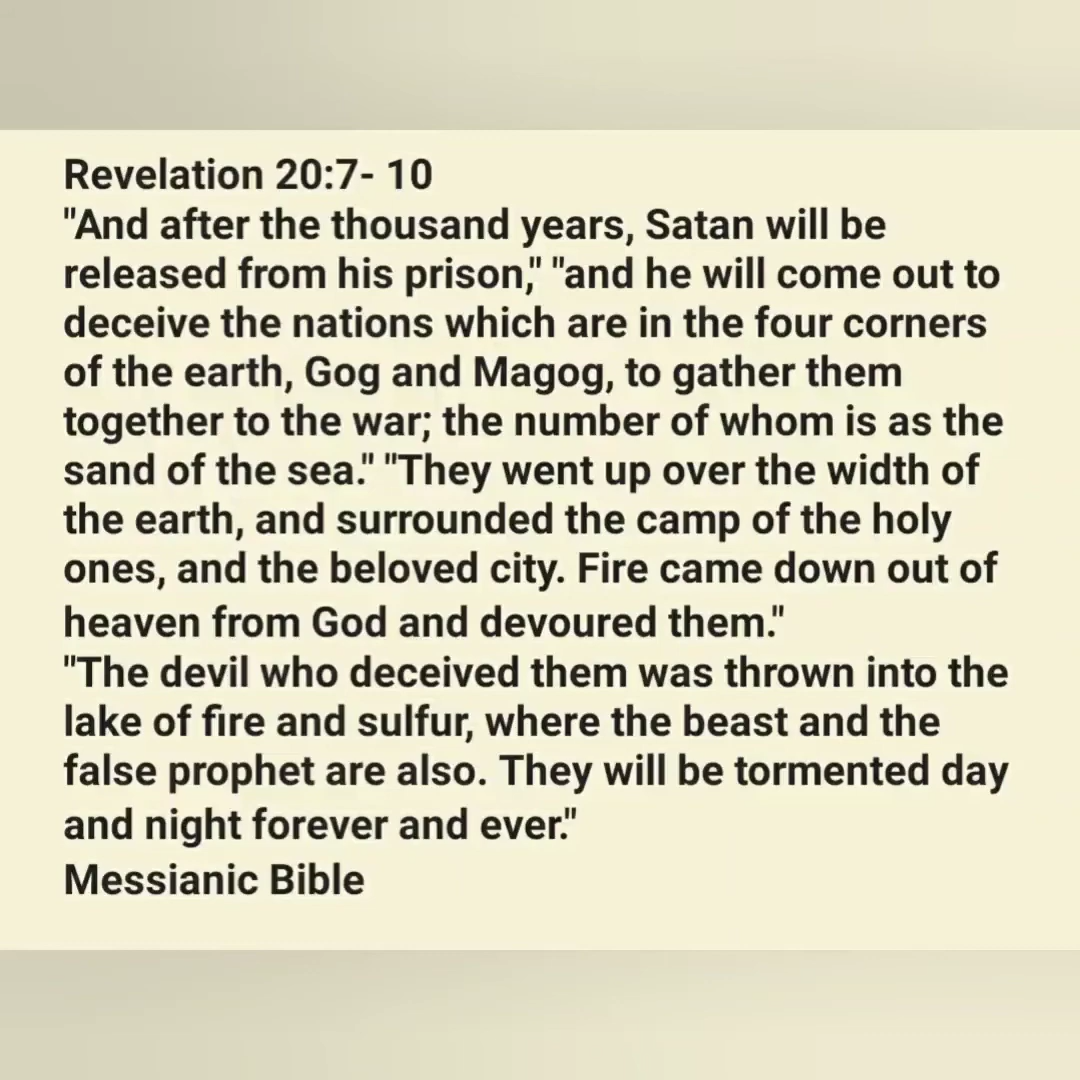 Revelation 20:7- 10
"And after the thousand years, Satan will be
released from his prison," "and he will come out to
deceive the nations which are in the four corners
of the earth, Gog and Magog, to gather them
together to the war; the number of whom is as the
sand of the sea." "They went up over the width of
the earth, and surrounded the camp of the holy
ones, and the beloved city. Fire came down out of
heaven from God and devoured them."
"The devil who deceived them was thrown into the
lake of fire and sulfur, where the beast and the
false prophet are also. They will be tormented day
and night forever and ever."
Messianic Bible